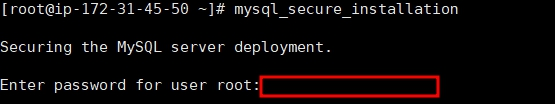 [root@ip-172-31-45-50 ~]# mysql_secure_installation
Securing the MySQL server deployment.
Enter password for user root: